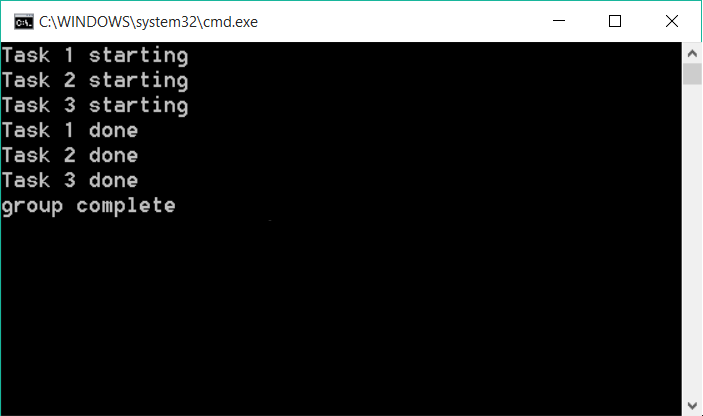 C:\WINDOWS\system32\cmd.exe
Task 1 starting
Task 2 starting
Task 3 starting
Task 1 done
Task 2 done
Task 3 done
group complete